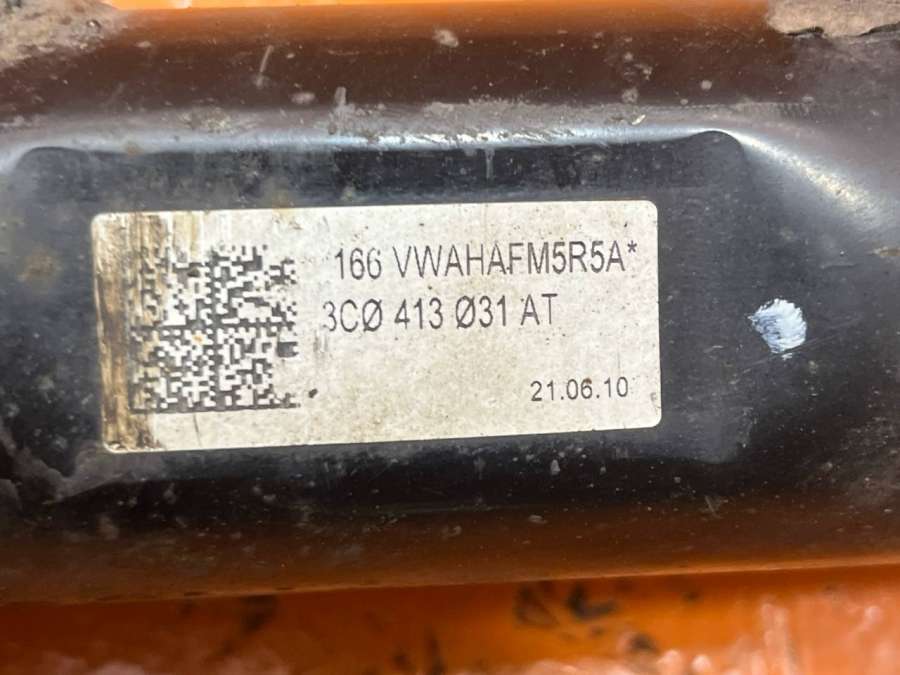 166 VWAHAFM5R5A*
3CØ 413 Ø31 AT
21.06.10